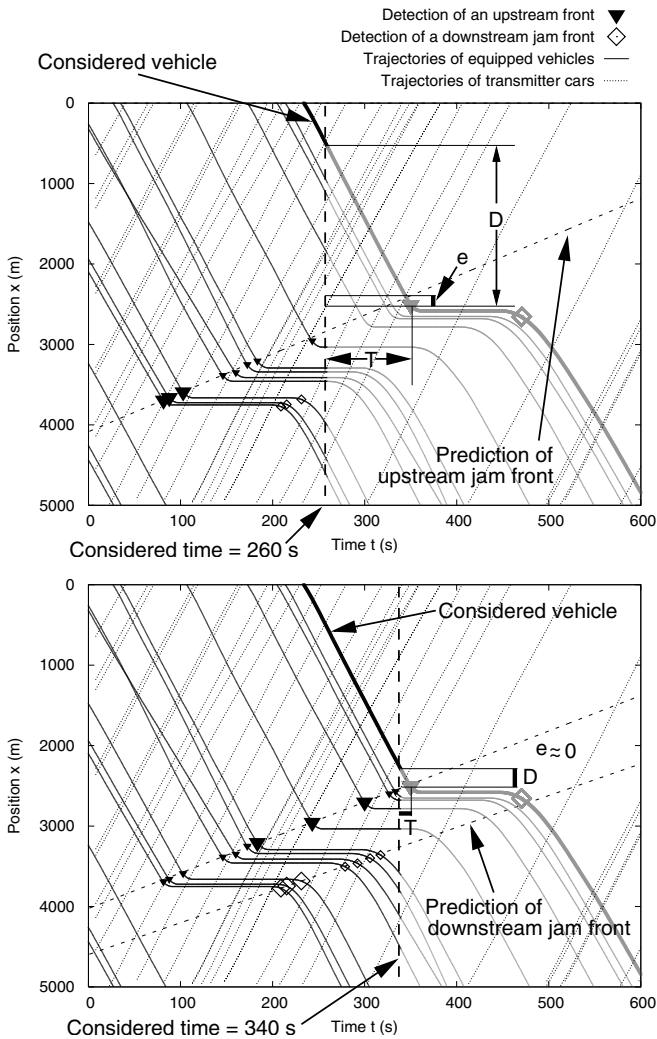 Detection of an upstream front
Detection of a downstream jam front
Trajectories of equipped vehicles
Trajectories of transmitter cars
Considered vehicle
0
1000
2000
3000
4000
5000
Position x (m)
D
e
T
Prediction of
upstream jam front
0 100 200 300 400 500 600
Time t (s)
Considered time = 260 s
0
1000
2000
3000
4000
5000
Position x (m)
Considered vehicle
e ≈ 0
D
T
Prediction of
downstream jam front
0 100 200 300 400 500 600
Time t (s)
Considered time = 340 s